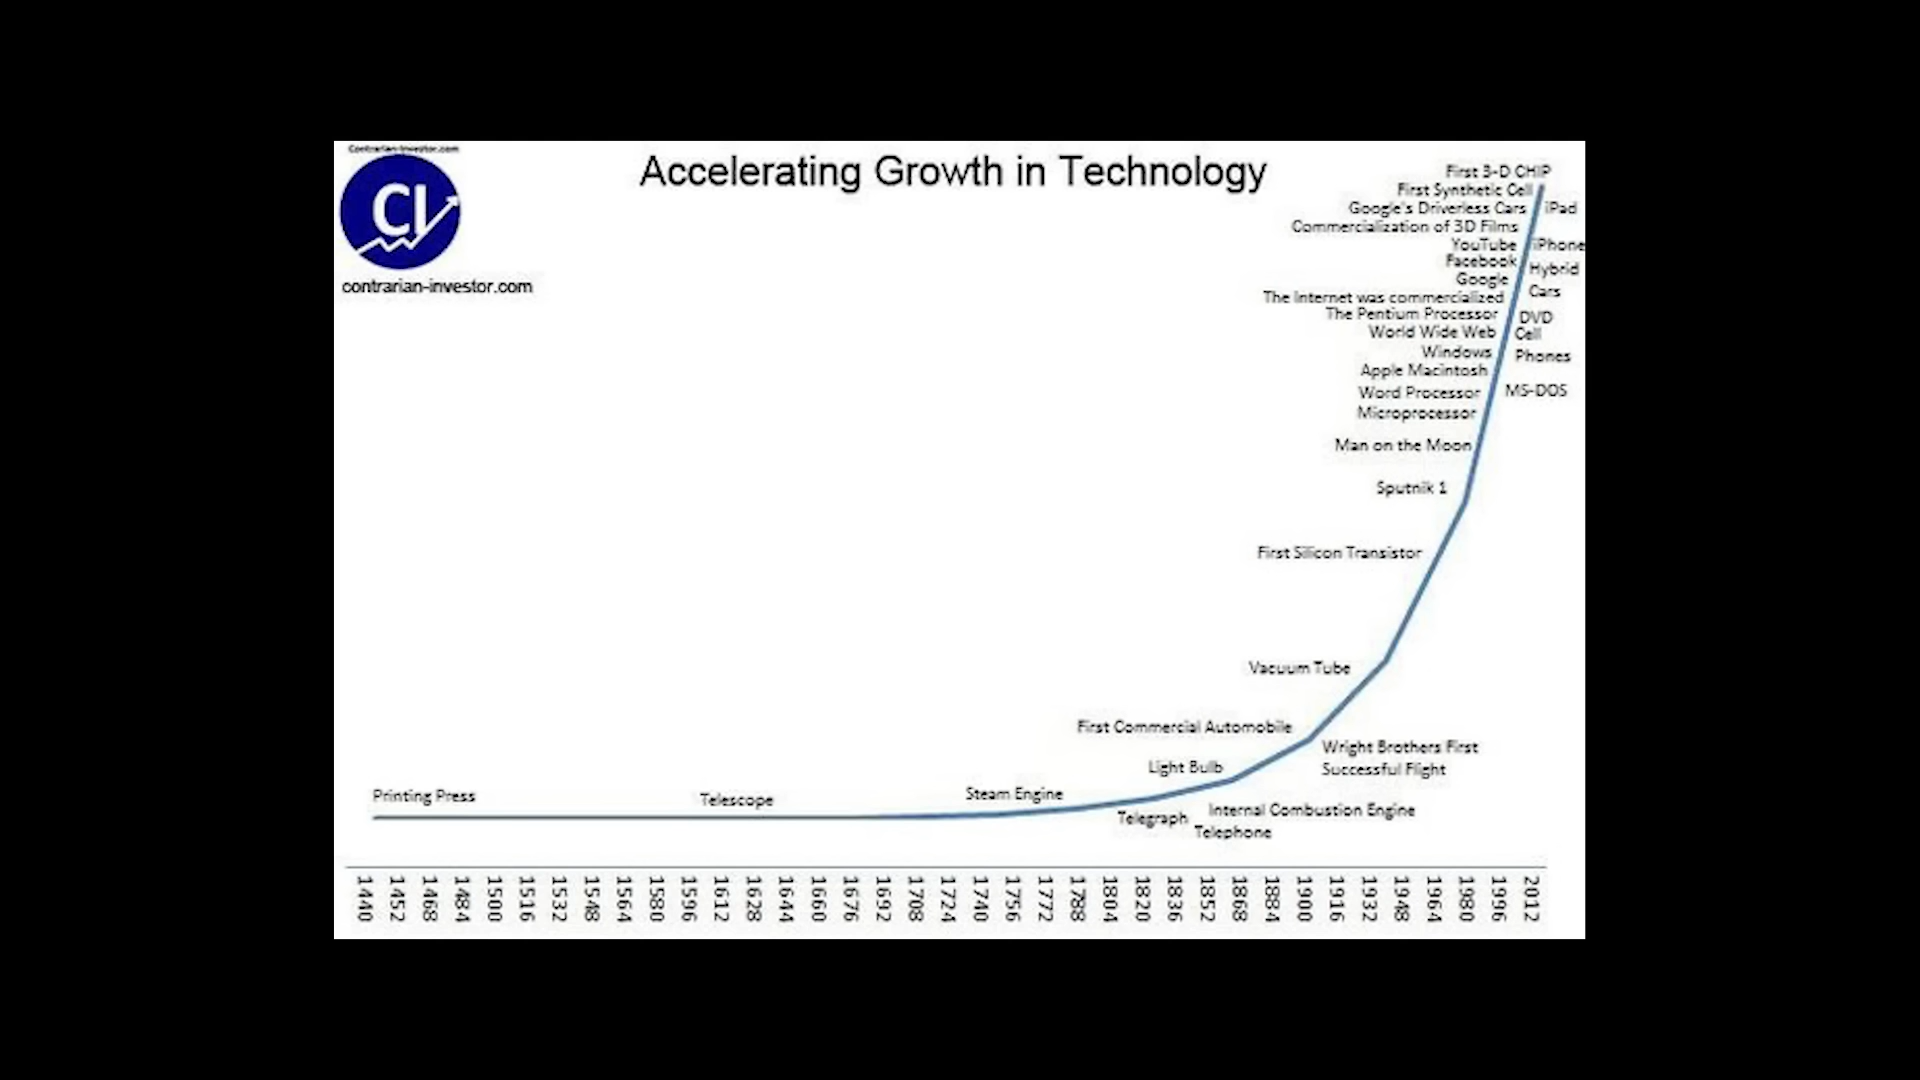 Contrarian-Investor.com
CI
contrarian-investor.com
Accelerating Growth in Technology
First 3-D CHIP
First Synthetic Cell
Google's Driverless Cars
iPad
Commercialization of 3D Films
YouTube
iPhone
Facebook
Hybrid
Cars
Google
The Internet was commercialized
The Pentium Processor
DVD
World Wide Web
Cell
Phones
Windows
Apple Macintosh
Word Processor
MS-DOS
Microprocessor
Man on the Moon
Sputnik 1
First Silicon Transistor
Vacuum Tube
First Commercial Automobile
Wright Brothers First
Successful Flight
Light Bulb
Printing Press
Telescope
Steam Engine
Telegraph
Internal Combustion Engine
Telephone
1440 1452 1468 1484 1500 1516 1532 1548 1564 1580 1596 1612 1628 1644 1660 1676 1692 1708 1724 1740 1756 1772 1788 1804 1820 1836 1852 1868 1884 1900 1916 1932 1948 1964 1980 1996 2012